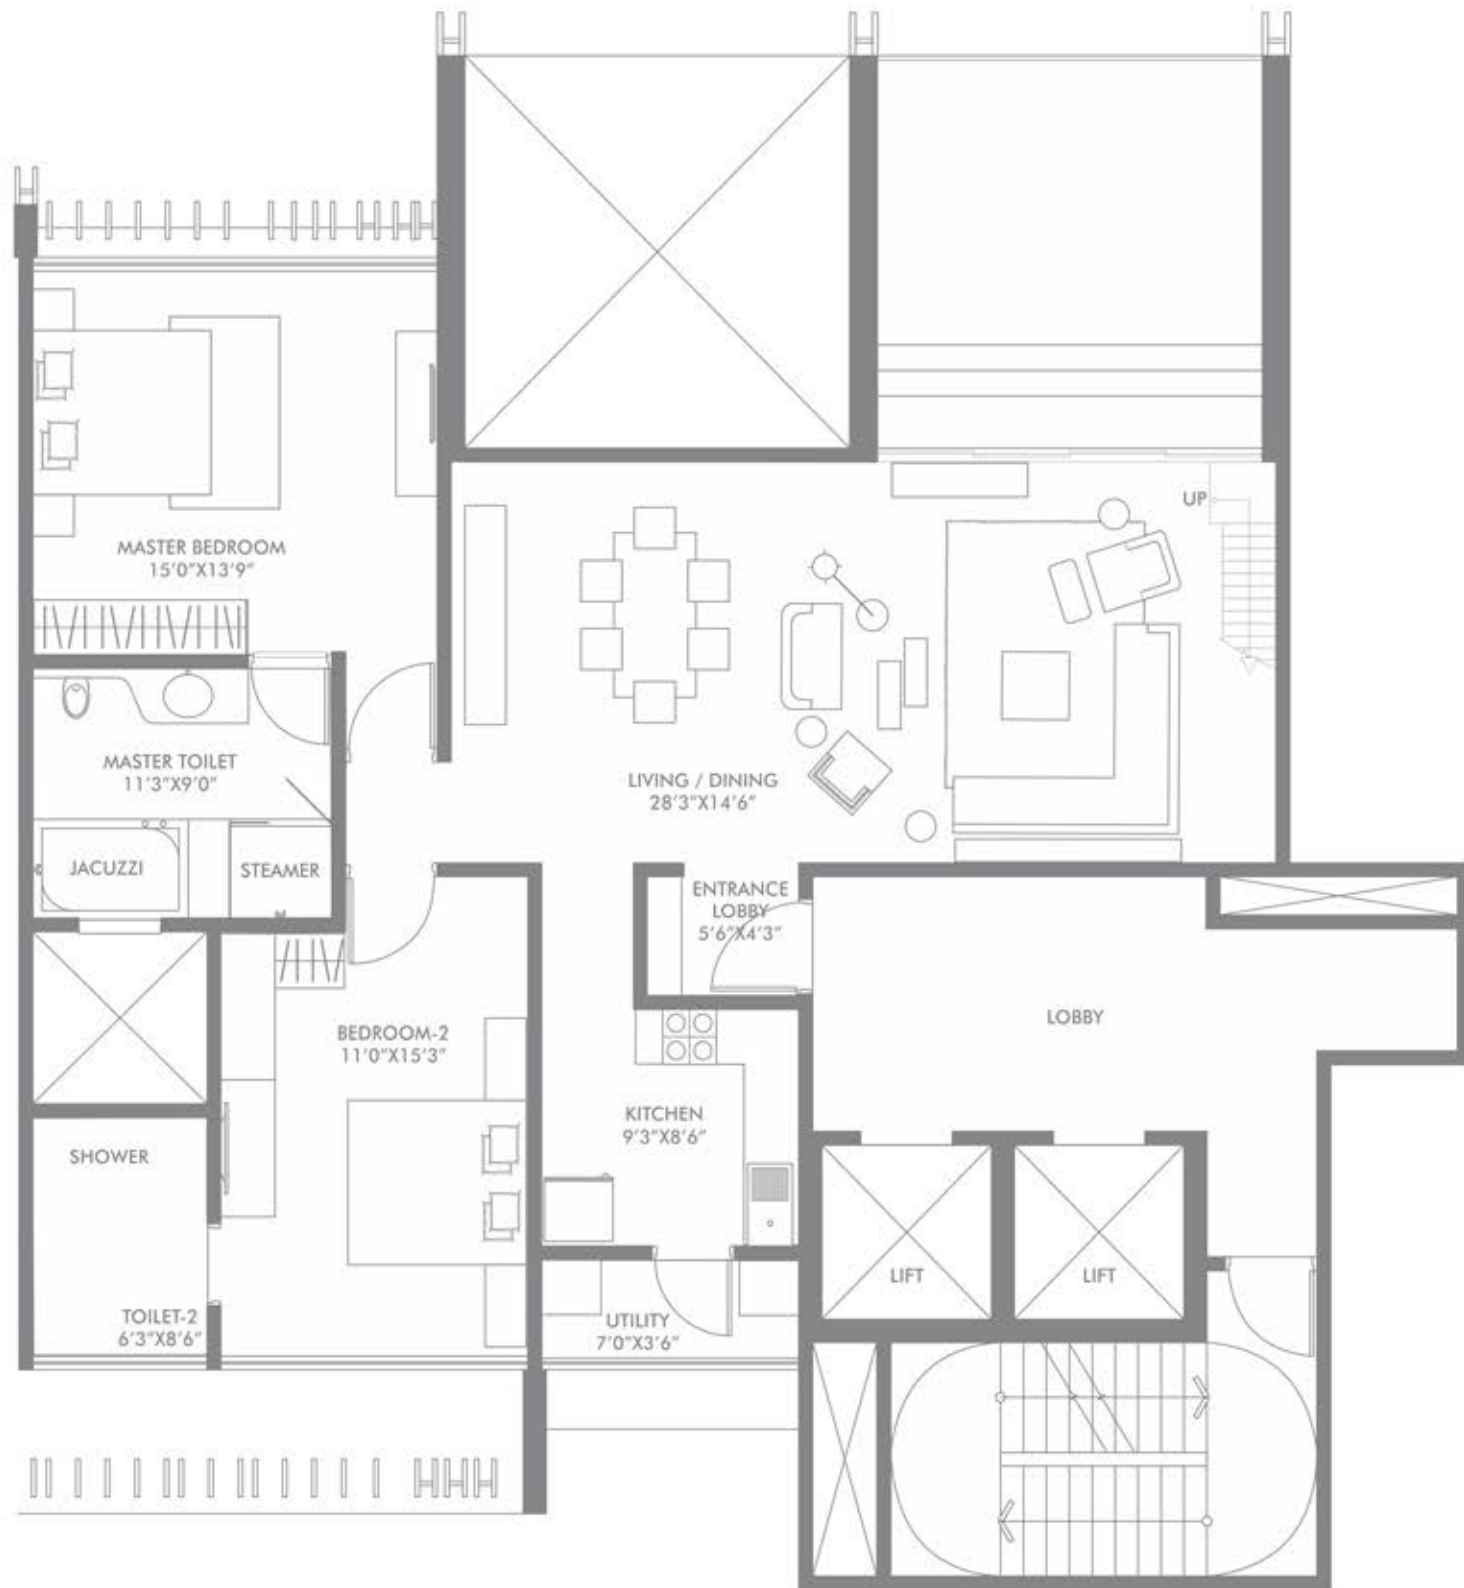 UP
MASTER BEDROOM
15'0"X13'9"
MASTER TOILET
11'3"X9'0"
LIVING / DINING
28'3"X14'6"
JACUZZI
STEAMER
ENTRANCE
LOBBY
5'6"X4'3"
LOBBY
BEDROOM-2
11'0"X15'3"
KITCHEN
9'3"X8'6"
SHOWER
LIFT
LIFT
TOILET-2
6'3"X8'6"
UTILITY
7'0"X3'6"